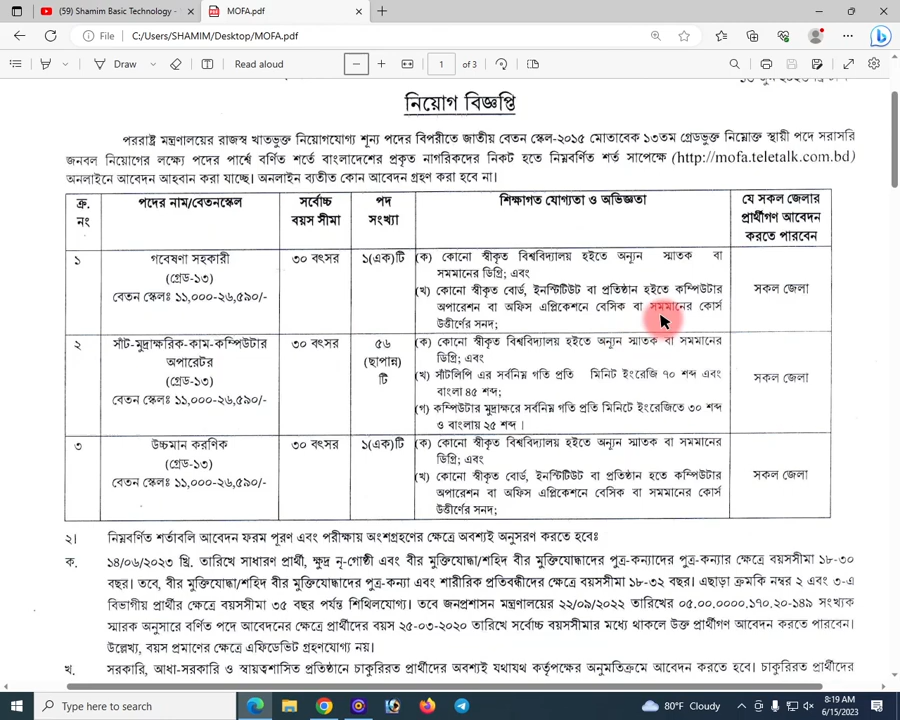 (59) Shamim Basic Technology -
MOFA.pdf
File
C:/Users/SHAMIM/Desktop/MOFA.pdf
Draw
Read aloud
1
of 3
নিয়োগ বিজ্ঞপ্তি
পররাষ্ট্র মন্ত্রণালয়ের রাজস্ব খাতভুক্ত নিয়োগযোগ্য শূন্য পদের বিপরীতে জাতীয় বেতন স্কেল-২০১৫ মোতাবেক ১৩তম গ্রেডভুক্ত নিম্নোক্ত স্থায়ী পদে সরাসরি
জনবল নিয়োগের লক্ষ্যে পদের পার্শ্বে বর্ণিত শর্তে বাংলাদেশের প্রকৃত নাগরিকদের নিকট হতে নিম্নবর্ণিত শর্ত সাপেক্ষে (http://mofa.teletalk.com.bd)
অনলাইনে আবেদন আহবান করা যাচ্ছে। অনলাইন ব্যতীত কোন আবেদন গ্রহণ করা হবে না।
ক্র. নং
পদের নাম/বেতনস্কেল
সর্বোচ্চ বয়স সীমা
পদ সংখ্যা
শিক্ষাগত যোগ্যতা ও অভিজ্ঞতা
যে সকল জেলার প্রার্থীগণ আবেদন করতে পারবেন
১
গবেষণা সহকারী
(গ্রেড-১৩)
বেতন স্কেলঃ ১১,০০০-২৬,৫৯০/-
৩০ বৎসর
১(এক)টি
(ক) কোনো স্বীকৃত বিশ্ববিদ্যালয় হইতে অন্যূন স্নাতক বা
সমমানের ডিগ্রি; এবং
(খ) কোনো স্বীকৃত বোর্ড, ইনস্টিটিউট বা প্রতিষ্ঠান হইতে কম্পিউটার
অপারেশন বা অফিস এপ্লিকেশনে বেসিক বা সমমানের কোর্স
উত্তীর্ণের সনদ;
সকল জেলা
২
সাঁট-মুদ্রাক্ষরিক-কাম-কম্পিউটার
অপারেটর
(গ্রেড-১৩)
বেতন স্কেলঃ ১১,০০০-২৬,৫৯০/-
৩০ বৎসর
৫৬
(ছাপান্ন)
টি
(ক) কোনো স্বীকৃত বিশ্ববিদ্যালয় হইতে অন্যূন স্নাতক বা সমমানের
ডিগ্রি; এবং
(খ) সাঁটলিপি এর সর্বনিম্ন গতি প্রতি মিনিট ইংরেজি ৭০ শব্দ এবং
বাংলা ৪৫ শব্দ;
(গ) কম্পিউটার মুদ্রাক্ষরে সর্বনিম্ন গতি প্রতি মিনিটে ইংরেজিতে ৩০ শব্দ
ও বাংলায় ২৫ শব্দ ।
সকল জেলা
৩
উচ্চমান করণিক
(গ্রেড-১৩)
বেতন স্কেলঃ ১১,০০০-২৬,৫৯০/-
৩০ বৎসর
১(এক)টি
(ক) কোনো স্বীকৃত বিশ্ববিদ্যালয় হইতে অন্যূন স্নাতক বা সমমানের
ডিগ্রি; এবং
(খ) কোনো স্বীকৃত বোর্ড, ইনস্টিটিউট বা প্রতিষ্ঠান হতে কম্পিউটার
অপারেশন বা অফিস এপ্লিকেশনে বেসিক বা সমমানের কোর্স
উত্তীর্ণের সনদ;
সকল জেলা
২। নিম্নবর্ণিত শর্তাবলি আবেদন ফরম পূরণ এবং পরীক্ষায় অংশগ্রহণের ক্ষেত্রে অবশ্যই অনুসরণ করতে হবেঃ
ক. ১৪/০৬/২০২৩ খ্রি. তারিখে সাধারণ প্রার্থী, ক্ষুদ্র নৃ-গোষ্ঠী এবং বীর মুক্তিযোদ্ধা/শহিদ বীর মুক্তিযোদ্ধাদের পুত্র-কন্যাদের পুত্র-কন্যার ক্ষেত্রে বয়সসীমা ১৮-৩০
বছর। তবে, বীর মুক্তিযোদ্ধা/শহিদ বীর মুক্তিযোদ্ধাদের পুত্র-কন্যা এবং শারীরিক প্রতিবন্ধীদের ক্ষেত্রে বয়সসীমা ১৮-৩২ বছর। এছাড়া ক্রমকি নম্বর ২ এবং ৩-এ
বিভাগীয় প্রার্থীর ক্ষেত্রে বয়সসীমা ৩৫ বছর পর্যন্ত শিথিলযোগ্য। তবে জনপ্রশাসন মন্ত্রণালয়ের ২২/০৯/২০২২ তারিখের ০৫.০০.০০০০.১৭০.২০-১৪৯ সংখ্যক
স্মারক অনুসারে বর্ণিত পদে আবেদনের ক্ষেত্রে প্রার্থীদের বয়স ২৫-০৩-২০২০ তারিখে সর্বোচ্চ বয়সসীমার মধ্যে থাকলে উক্ত প্রার্থীগণ আবেদন করতে পারবেন।
উল্লেখ্য, বয়স প্রমাণের ক্ষেত্রে এফিডেভিট গ্রহণযোগ্য নয়।
খ. সরকারি, আধা-সরকারি ও স্বায়ত্বশাসিত প্রতিষ্ঠানে চাকুরিরত প্রার্থীদের অবশ্যই যথাযথ কর্তৃপক্ষের অনুমতিক্রমে আবেদন করতে হবে। চাকুরিরত প্রার্থীদের
Type here to search
80°F Cloudy
8:19 AM
6/15/2023